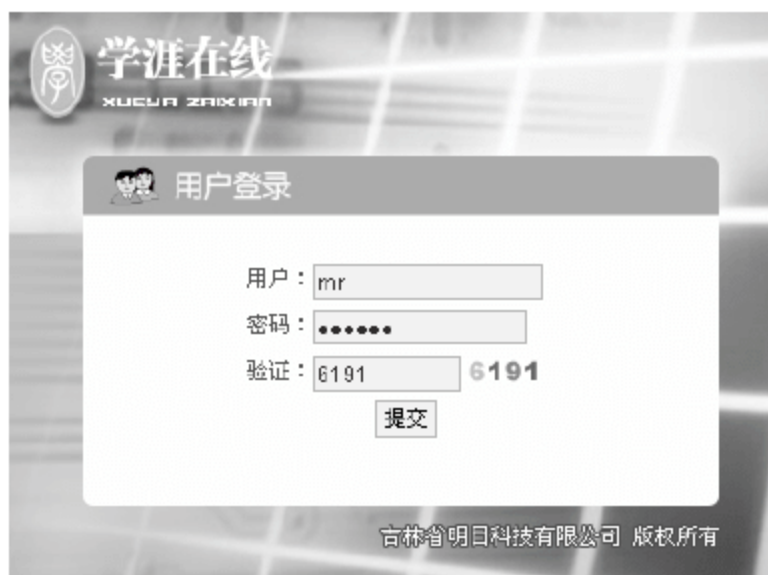 學
学涯在线
XUEYA ZAIXIAN
用户登录
用户：mr
密码：••••••
验证：6191 6191
提交
吉林省明日科技有限公司 版权所有